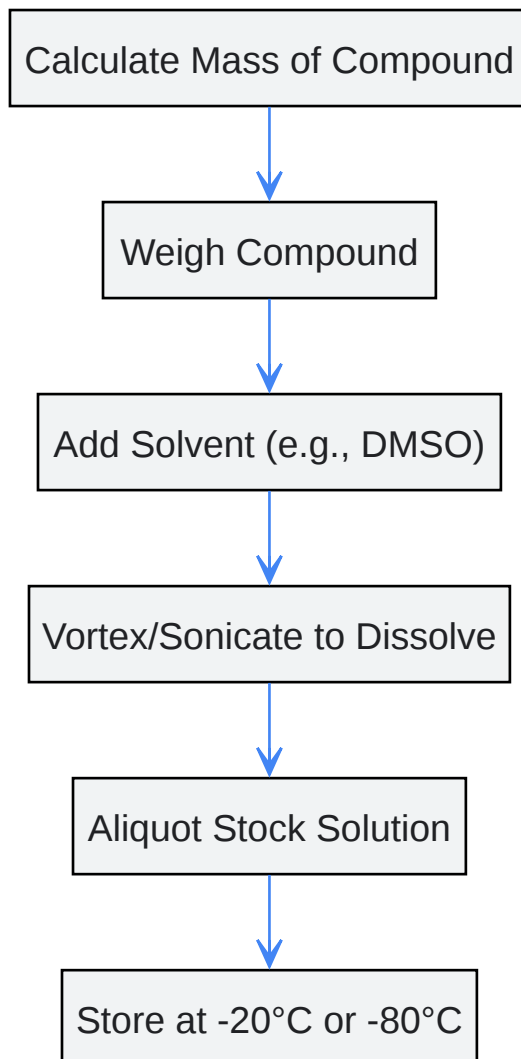 Calculate Mass of Compound
Weigh Compound
Add Solvent (e.g., DMSO)
Vortex/Sonicate to Dissolve
Aliquot Stock Solution
Store at -20°C or -80°C